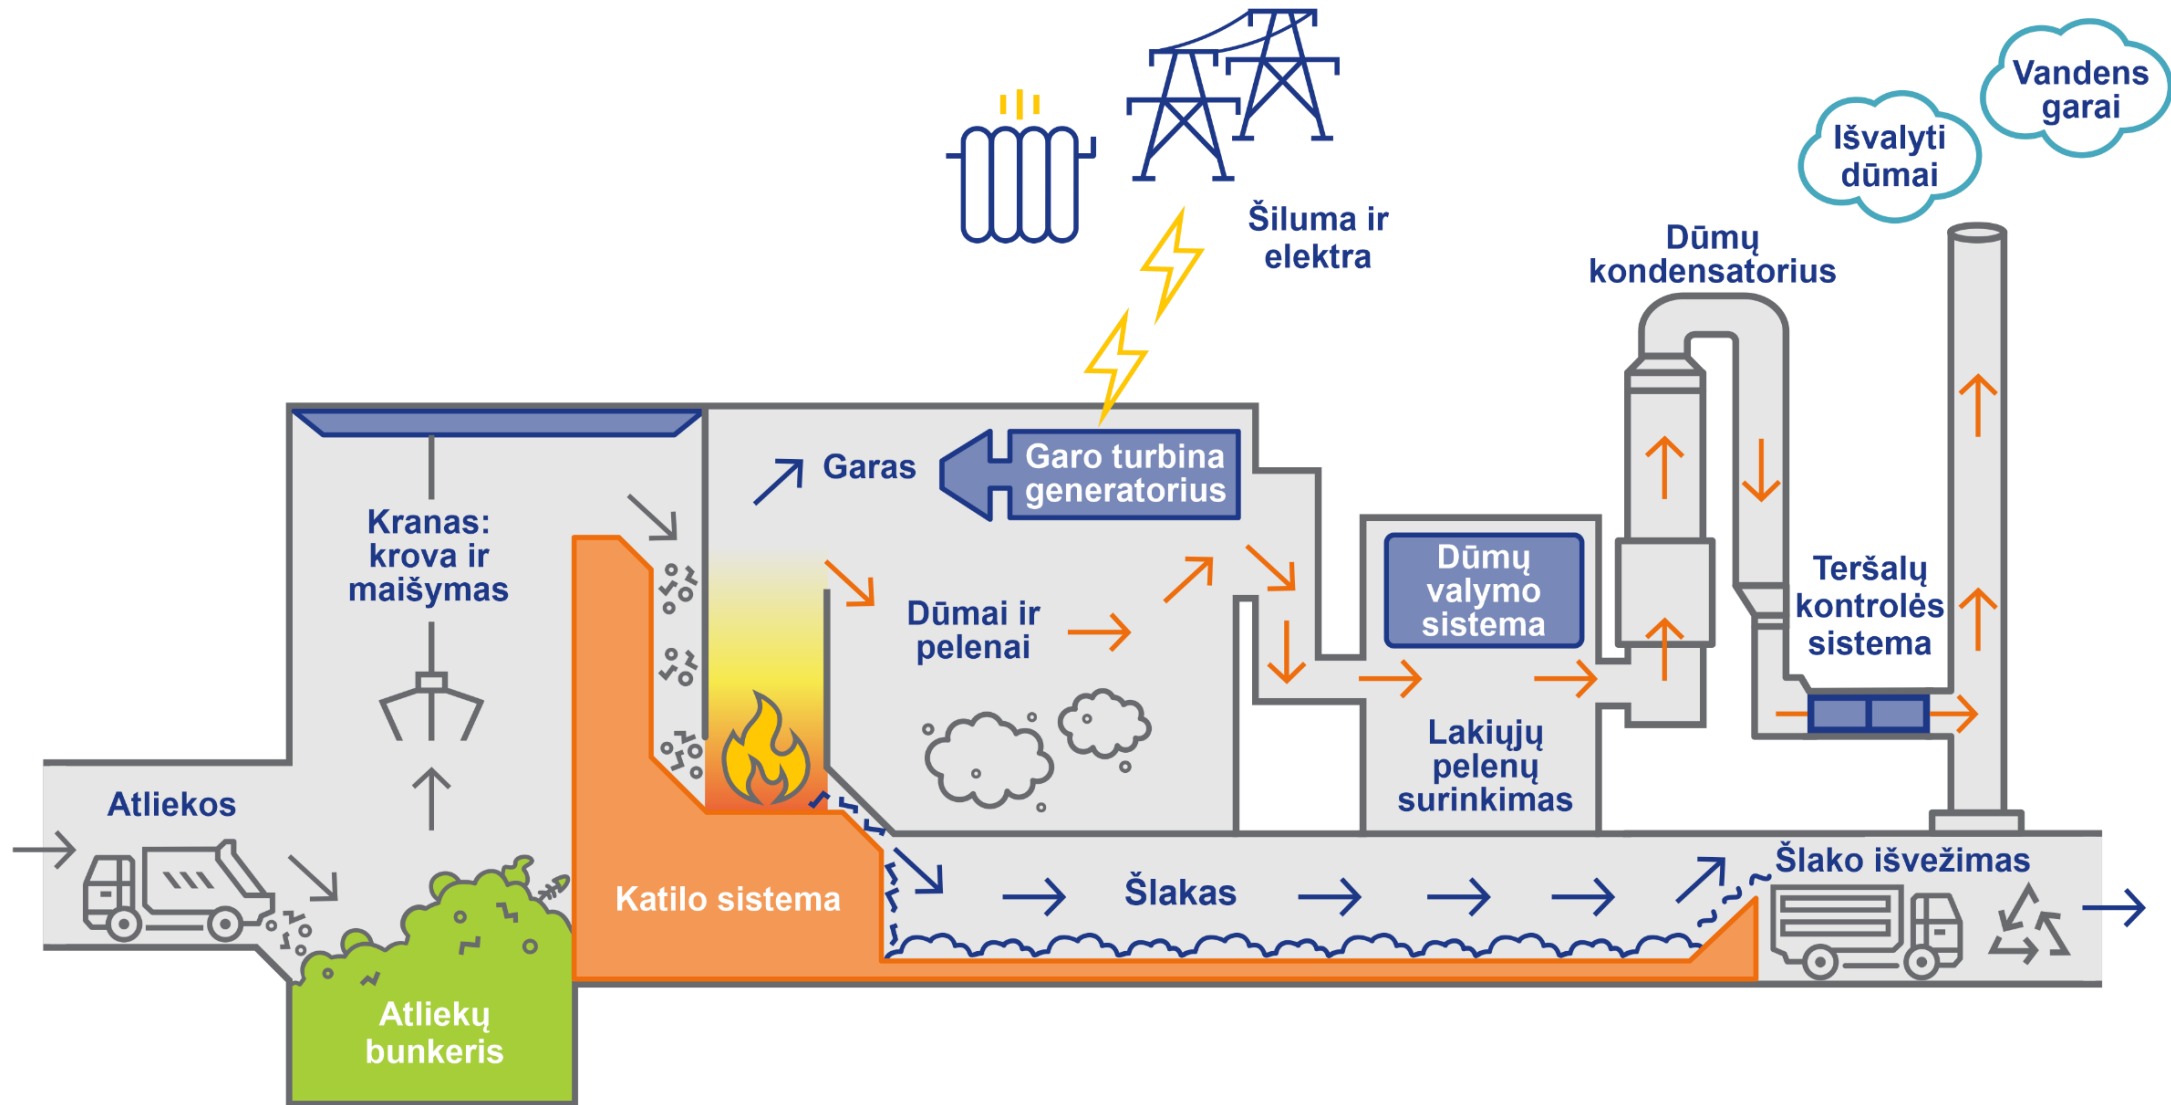 Vandens
garai
Išvalyti
dūmai
Šiluma ir
elektra
Dūmų
kondensatorius
Garas
Garo turbina
generatorius
Kranas:
krova ir
maišymas
Dūmai ir
pelenai
Dūmų
valymo
sistema
Teršalų
kontrolės
sistema
Lakiųjų
pelenų
surinkimas
Atliekos
Katilo sistema
Šlakas
Šlako išvežimas
Atliekų
bunkeris